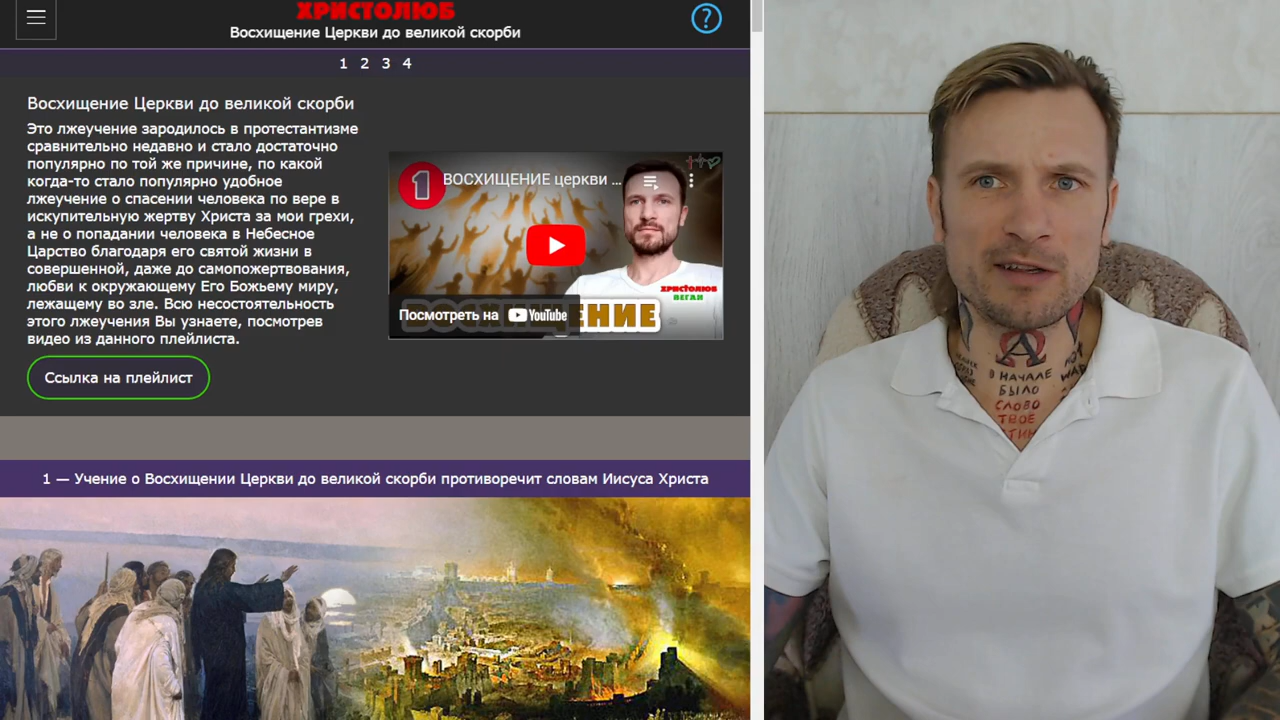 ХРИСТОЛЮБ
Восхищение Церкви до великой скорби
1 2 3 4
Восхищение Церкви до великой скорби
Это лжеучение зародилось в протестантизме
сравнительно недавно и стало достаточно
популярно по той же причине, по какой
когда-то стало популярно удобное
лжеучение о спасении человека по вере в
искупительную жертву Христа за мои грехи,
а не о попадании человека в Небесное
Царство благодаря его святой жизни в
совершенной, даже до самопожертвования,
любви к окружающему Его Божьему миру,
лежащему во зле. Всю несостоятельность
этого лжеучения Вы узнаете, посмотрев
видео из данного плейлиста.
Ссылка на плейлист
1 ВОСХИЩЕНИЕ церкви ...
ХРИСТОЛЮБ
ВЕГАН
Посмотреть на YouTube
НИЕ
1 — Учение о Восхищении Церкви до великой скорби противоречит словам Иисуса Христа
В НАЧАЛЕ
БЫЛО
СЛОВО
ТВОЕ